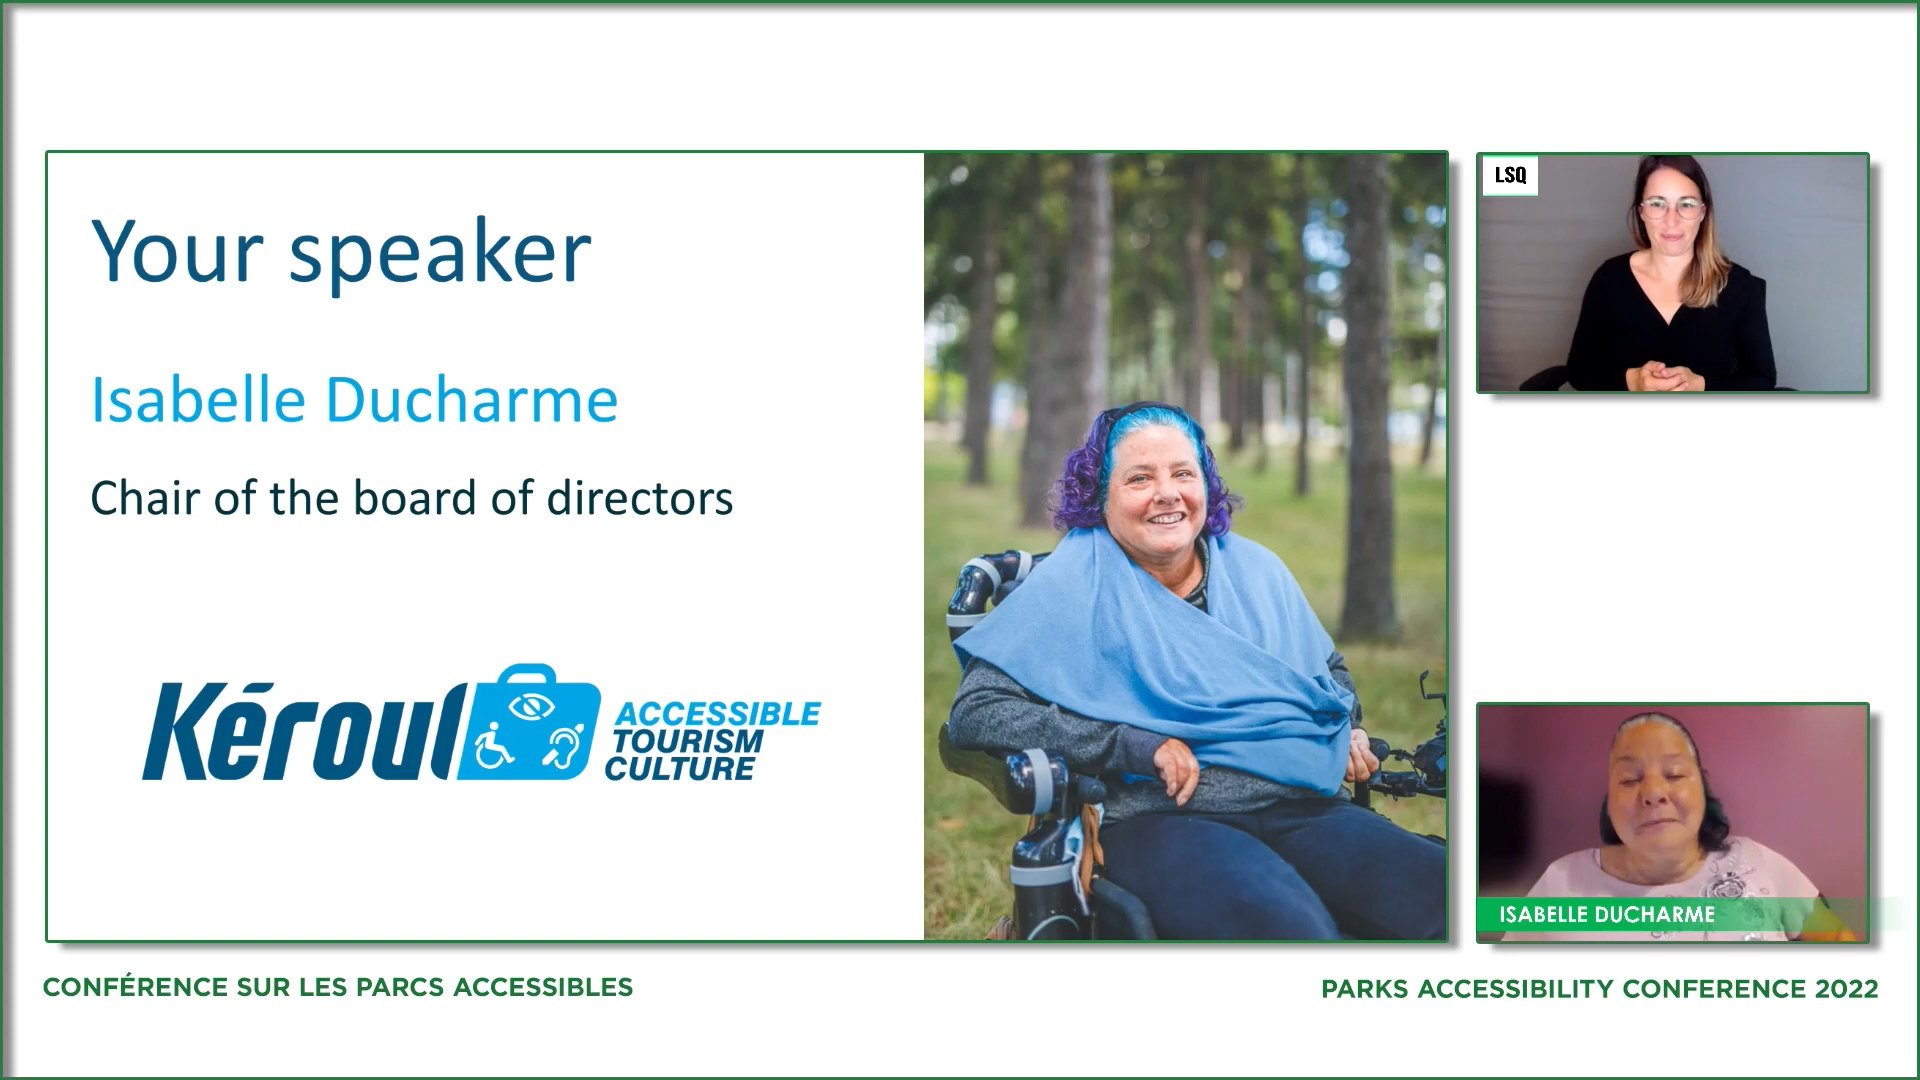 Your speaker
Isabelle Ducharme
Chair of the board of directors
Kéroul
ACCESSIBLE
TOURISM
CULTURE
LSQ
ISABELLE DUCHARME
CONFÉRENCE SUR LES PARCS ACCESSIBLES
PARKS ACCESSIBILITY CONFERENCE 2022